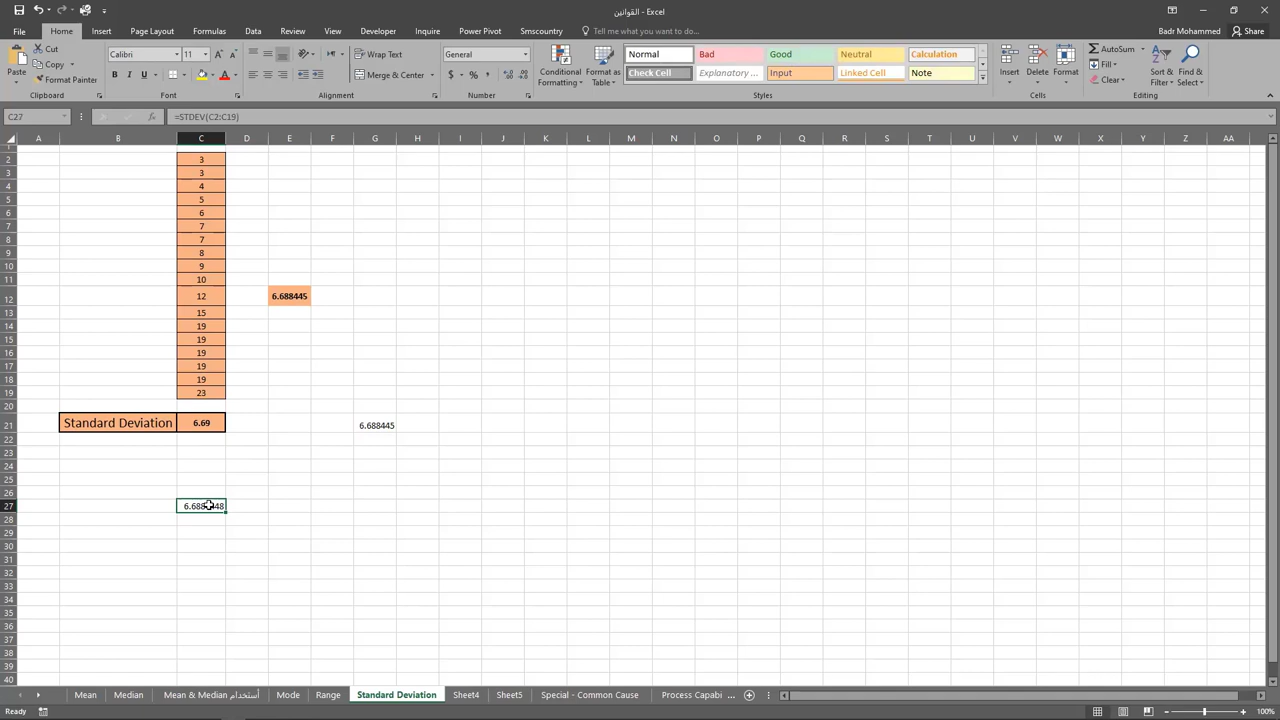 القوانين - Excel
Badr Mohammed
Share
File
Home
Insert
Page Layout
Formulas
Data
Review
View
Developer
Inquire
Power Pivot
Smscountry
Tell me what you want to do...
Paste
Cut
Copy
Format Painter
Clipboard
Calibri
11
B I U
Font
Wrap Text
Merge & Center
Alignment
General
$ % ,
Number
Conditional Formatting
Format as Table
Normal
Bad
Good
Neutral
Calculation
Check Cell
Explanatory ...
Input
Linked Cell
Note
Styles
Insert
Delete
Format
Cells
AutoSum
Fill
Clear
Sort & Filter
Find & Select
Editing
C27
fx
=STDEV(C2:C19)
A B C D E F G H I J K L M N O P Q R S T U V W X Y Z AA
2 3
3 3
4 4
5 5
6 6
7 7
8 7
9 8
10 9
11 10
12 12 6.688445
13 15
14 19
15 19
16 19
17 19
18 19
19 23
20
21 Standard Deviation 6.69 6.688445
22
23
24
25
26
27
28
29
30
31
32
33
34
35
36
37
38
39
40
Mean
Median
Mean & Median أستخدام
Mode
Range
Standard Deviation
Sheet4
Sheet5
Special - Common Cause
Process Capabi ...
Ready
100%